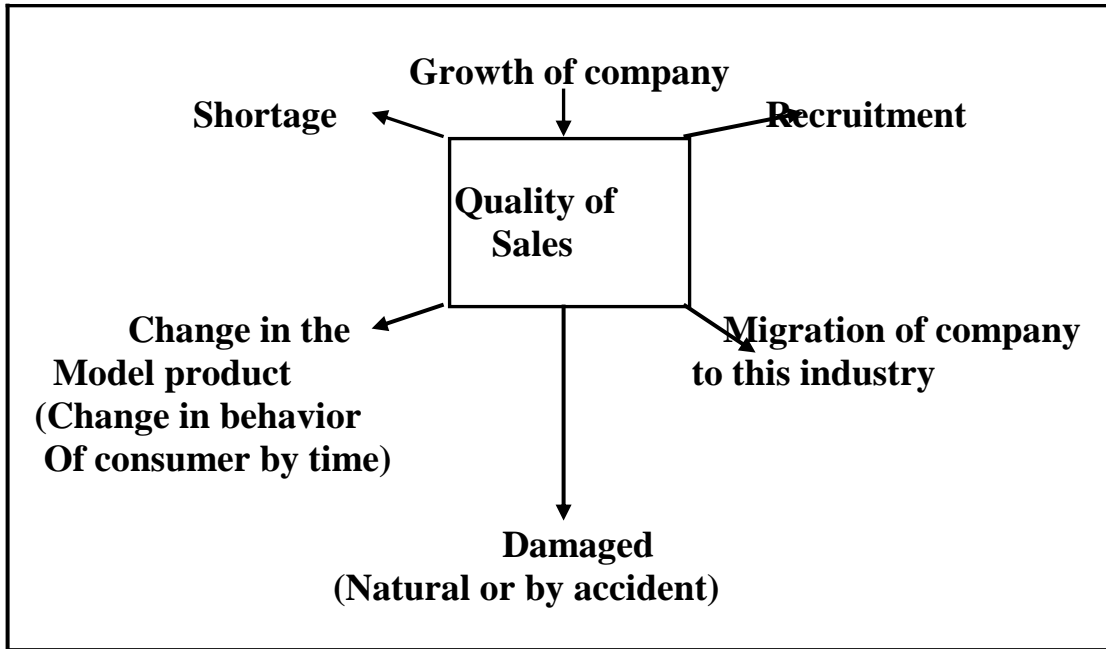 Growth of company
Shortage
Recruitment
Quality of
Sales
Change in the
Model product
(Change in behavior
Of consumer by time)
Migration of company
to this industry
Damaged
(Natural or by accident)